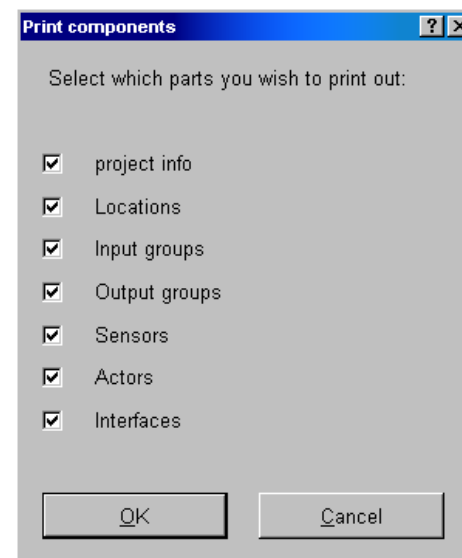 Print components
Select which parts you wish to print out:
project info
Locations
Input groups
Output groups
Sensors
Actors
Interfaces
OK
Cancel